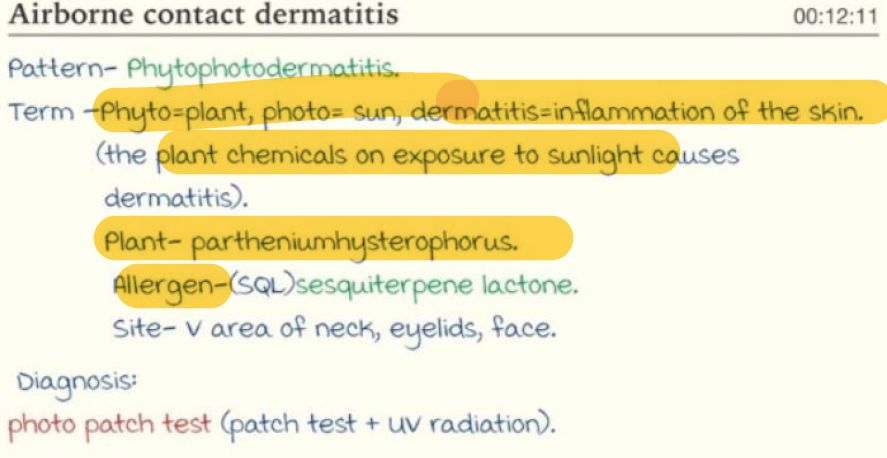 Airborne contact dermatitis 00:12:11
Pattern- Phytophotodermatitis.
Term -Phyto=plant, photo= sun, dermatitis=inflammation of the skin.
(the plant chemicals on exposure to sunlight causes
dermatitis).
Plant- partheniumhysterophorus.
Allergen-(SQL)sesquiterpene lactone.
Site- V area of neck, eyelids, face.
Diagnosis:
photo patch test (patch test + UV radiation).